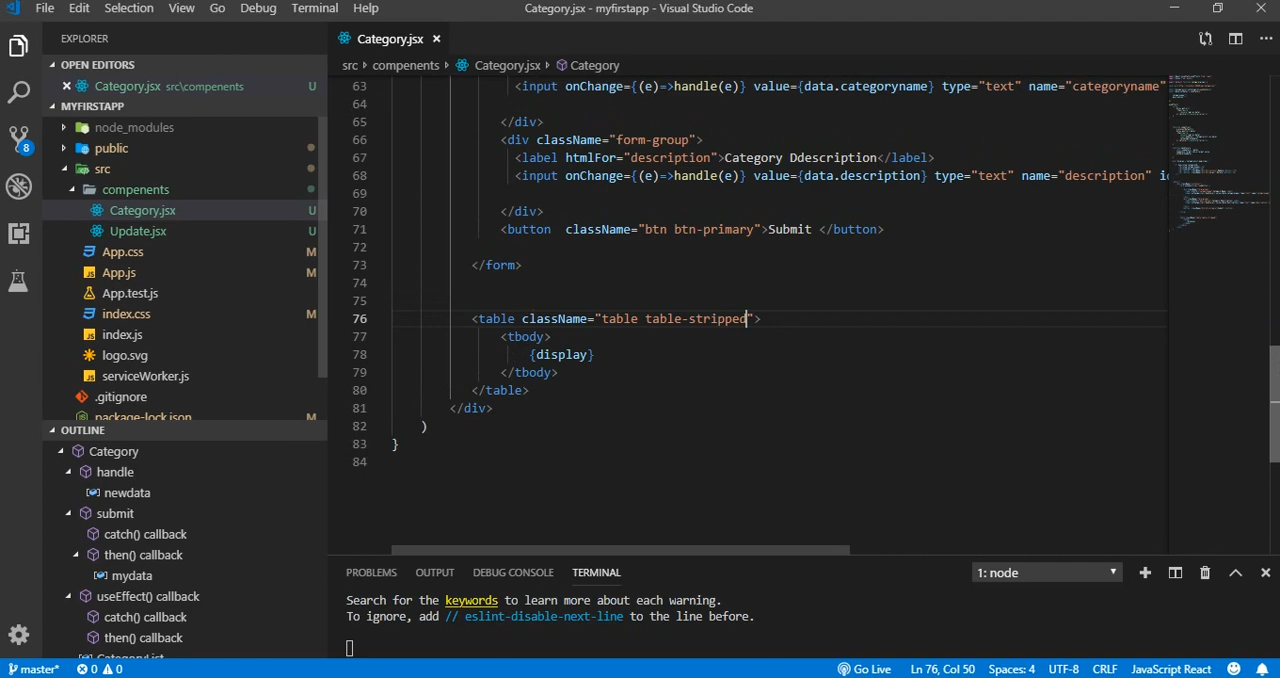 File Edit Selection View Go Debug Terminal Help Category.jsx - myfirstapp - Visual Studio Code
EXPLORER
OPEN EDITORS
Category.jsx src\compenents U
MYFIRSTAPP
node_modules
public
src
compenents
Category.jsx U
Update.jsx U
App.css M
App.js M
App.test.js
index.css M
index.js
logo.svg
serviceWorker.js
.gitignore
package-lock.json M
OUTLINE
Category
handle
newdata
submit
catch() callback
then() callback
mydata
useEffect() callback
catch() callback
then() callback
CategoryList
8
Category.jsx
src compenents Category.jsx Category
63 <input onChange={(e)=>handle(e)} value={data.categoryname} type="text" name="categoryname"
64
65 </div>
66 <div className="form-group">
67 <label htmlFor="description">Category Ddescription</label>
68 <input onChange={(e)=>handle(e)} value={data.description} type="text" name="description" i
69
70 </div>
71 <button  className="btn btn-primary">Submit </button>
72
73 </form>
74
75
76 <table className="table table-stripped">
77 <tbody>
78 {display}
79 </tbody>
80 </table>
81 </div>
82 )
83 }
84
PROBLEMS OUTPUT DEBUG CONSOLE TERMINAL 1: node
Search for the keywords to learn more about each warning.
To ignore, add // eslint-disable-next-line to the line before.
master* 0 0 Go Live Ln 76, Col 50 Spaces: 4 UTF-8 CRLF JavaScript React